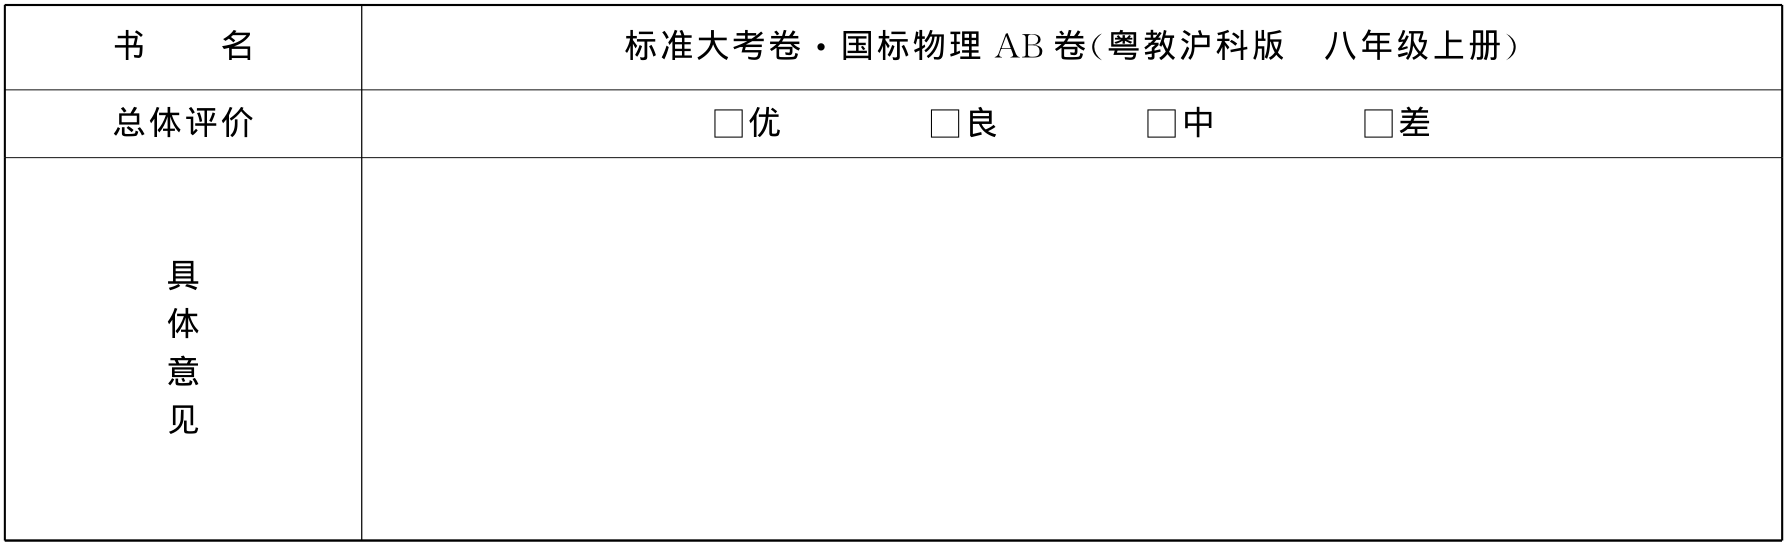 书　　名　标准大考卷·国标物理 AB 卷(粤教沪科版　八年级上册)
总体评价　□优　□良　□中　□差
具
体
意
见